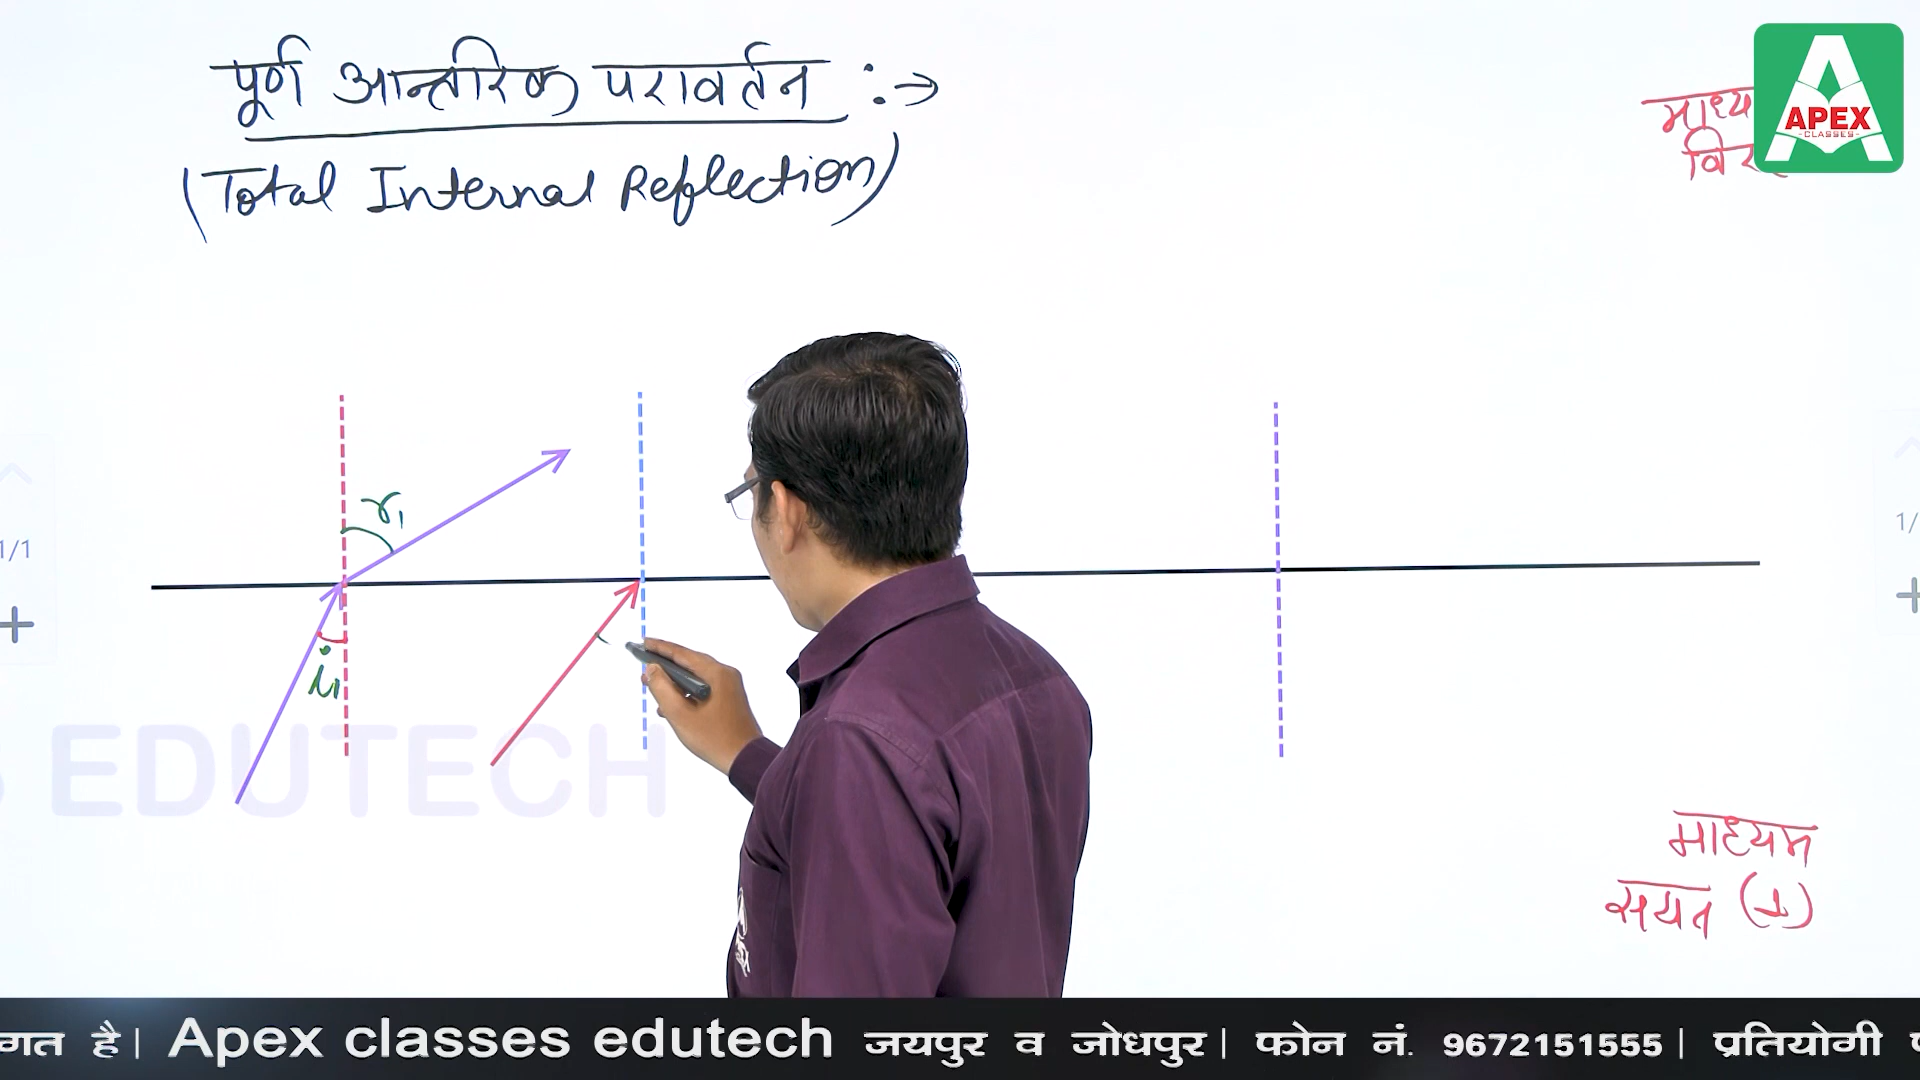 पूर्ण आन्तरिक परावर्तन :→
(Total Internal Reflection)
APEX
CLASSES
r₁
i₁
1/1
1/
+
+
EDUTECH
माध्यम
सघन (1)
गत है| Apex classes edutech जयपुर व जोधपुर| फोन नं. 9672151555| प्रतियोगी